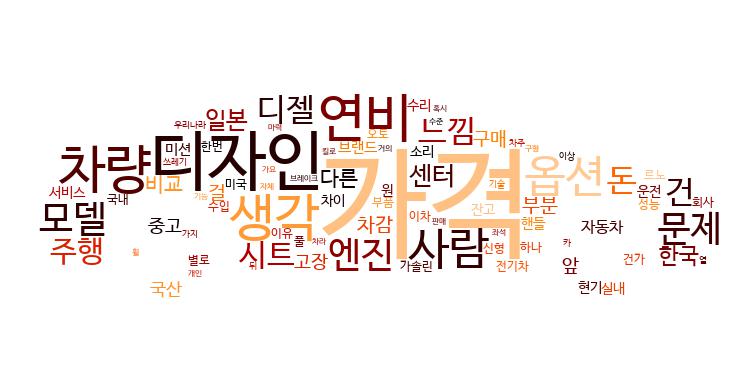 연비
디젤
일본
수리
혹시
우리나라
마력
수준
느낌
구매
차주
구형
미션
한번
디자인
브랜드
오토
거의
소리
이상
쓰레기
차량
비교
걸
미국
가요
자체
킬로
브레이크
다른
센터
가격
기술
옵션
돈
르노
운전
건
서비스
국내
기능
수입
생각
차이
원
부품
잔고
부분
성능
회사
모델
중고
가지
이유
풀
차라
차감
이차
판매
핸들
좌석
자동차
문제
주행
휠
별로
시트
뒤
개인
고장
엔진
가솔린
사람
신형
하나
전기차
카
앞
건가
한국
열
국산
현기
실내